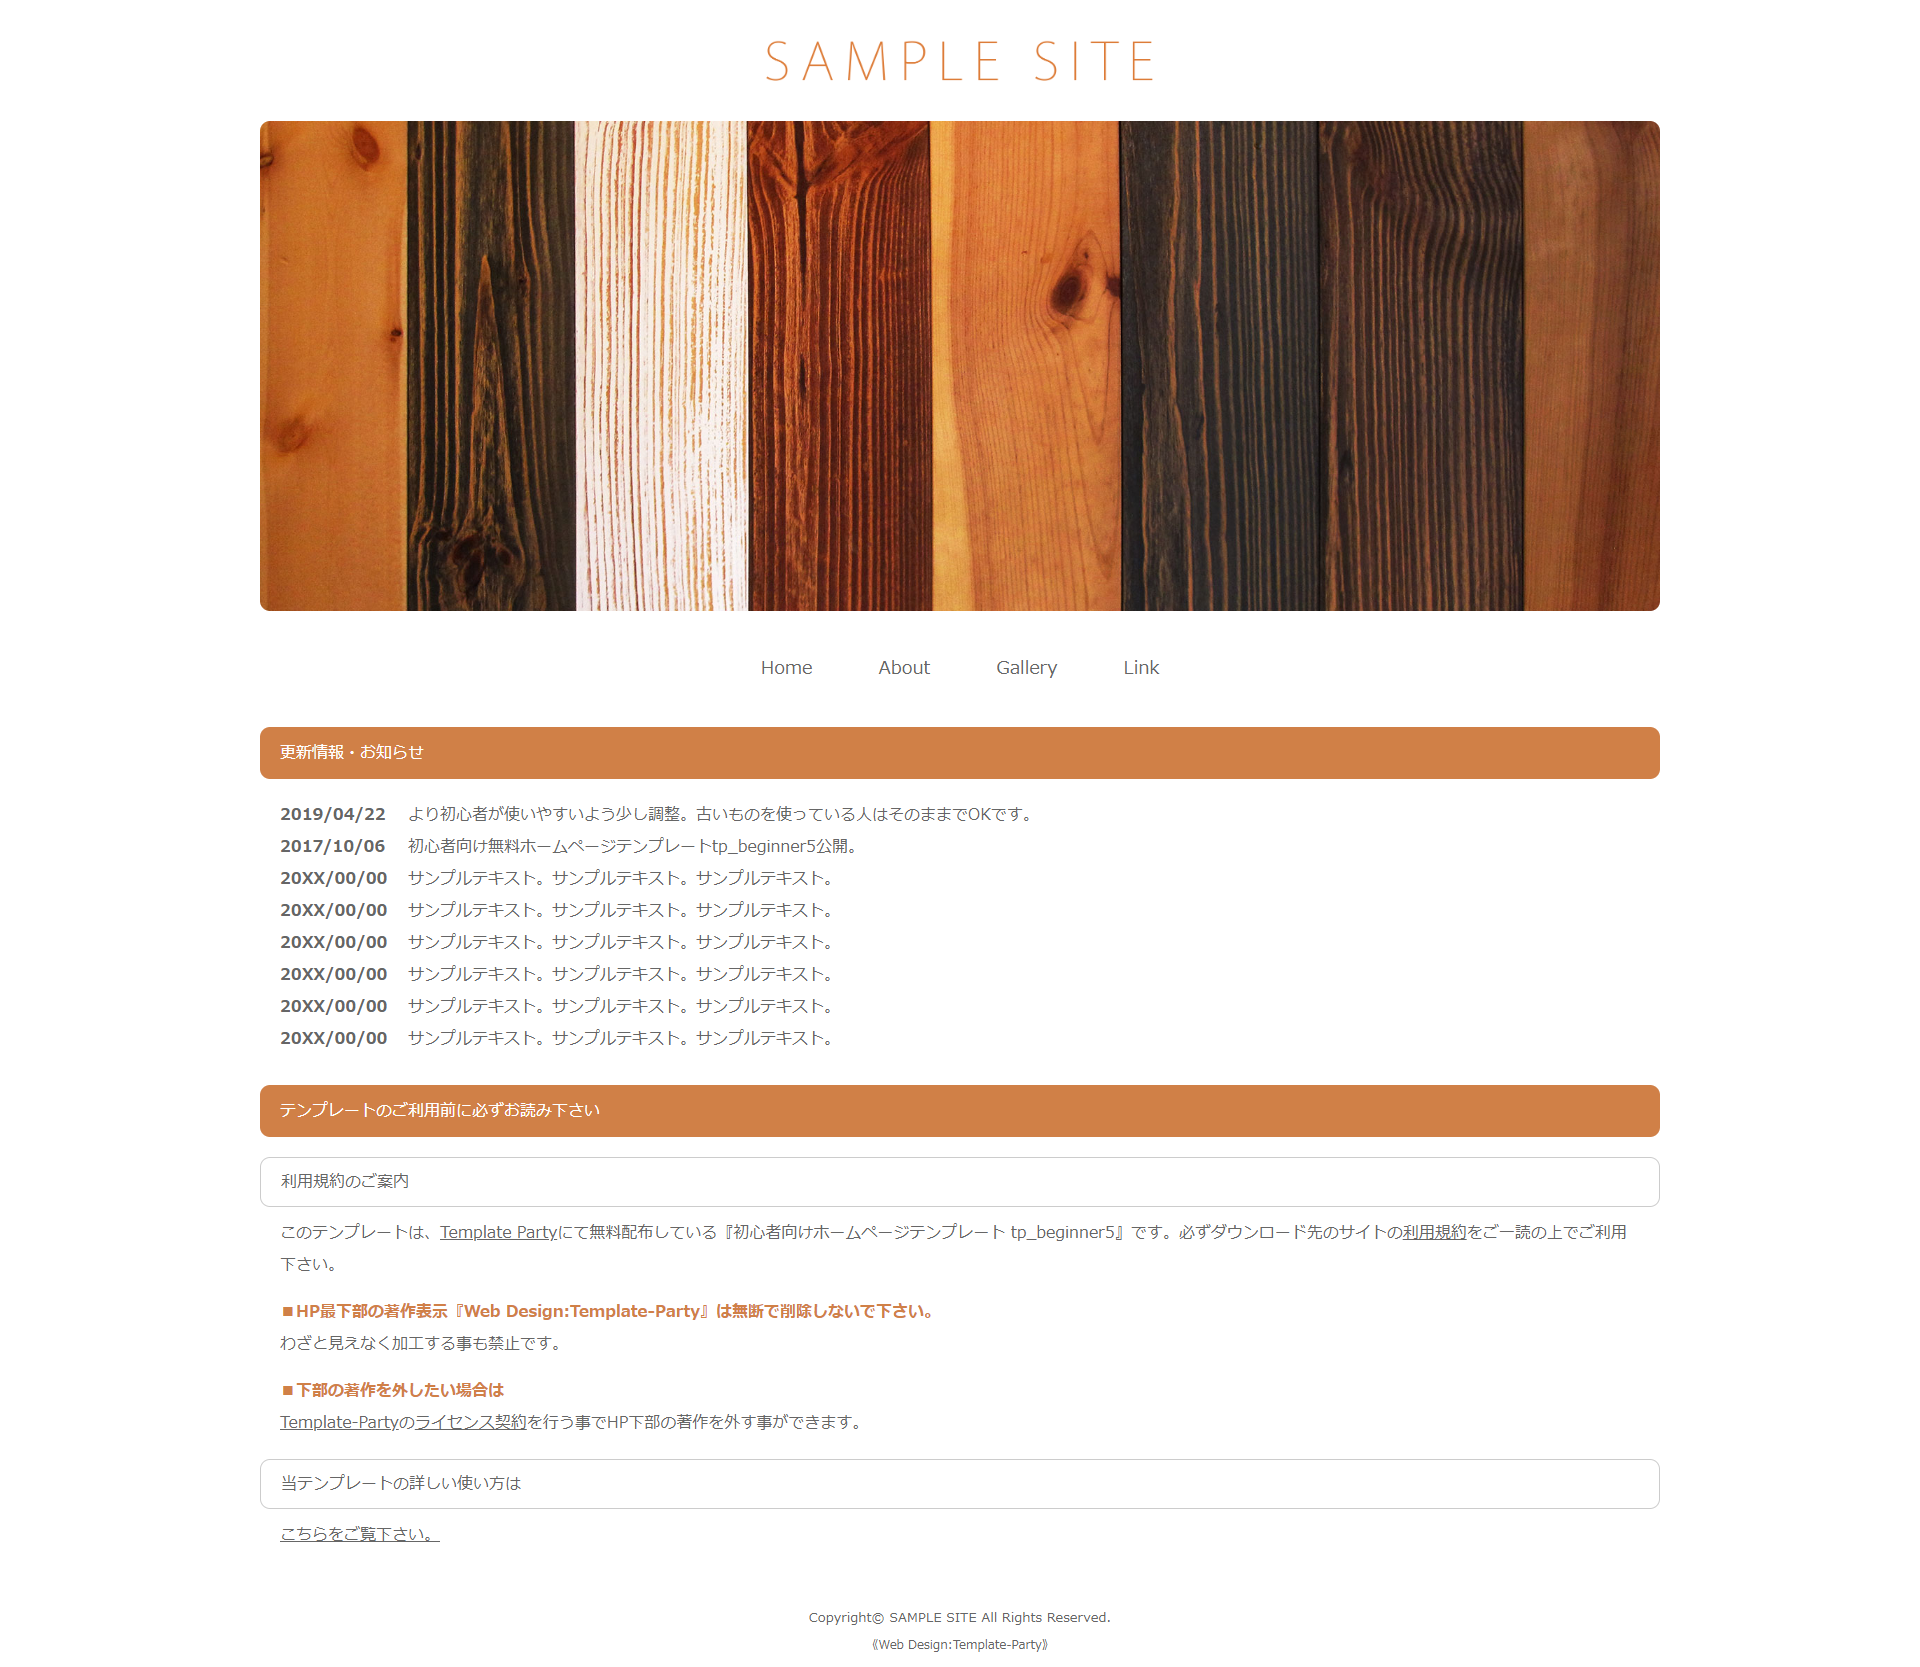 SAMPLE SITE
Home About Gallery Link
更新情報・お知らせ
2019/04/22 より初心者が使いやすいよう少し調整。古いものを使っている人はそのままでOKです。
2017/10/06 初心者向け無料ホームページテンプレートtp_beginner5公開。
20XX/00/00 サンプルテキスト。サンプルテキスト。サンプルテキスト。
20XX/00/00 サンプルテキスト。サンプルテキスト。サンプルテキスト。
20XX/00/00 サンプルテキスト。サンプルテキスト。サンプルテキスト。
20XX/00/00 サンプルテキスト。サンプルテキスト。サンプルテキスト。
20XX/00/00 サンプルテキスト。サンプルテキスト。サンプルテキスト。
20XX/00/00 サンプルテキスト。サンプルテキスト。サンプルテキスト。
テンプレートのご利用前に必ずお読み下さい
利用規約のご案内
このテンプレートは、Template Partyにて無料配布している『初心者向けホームページテンプレート tp_beginner5』です。必ずダウンロード先のサイトの利用規約をご一読の上でご利用
下さい。
■HP最下部の著作表示『Web Design:Template-Party』は無断で削除しないで下さい。
わざと見えなく加工する事も禁止です。
■下部の著作を外したい場合は
Template-Partyのライセンス契約を行う事でHP下部の著作を外す事ができます。
当テンプレートの詳しい使い方は
こちらをご覧下さい。
Copyright© SAMPLE SITE All Rights Reserved.
《Web Design:Template-Party》